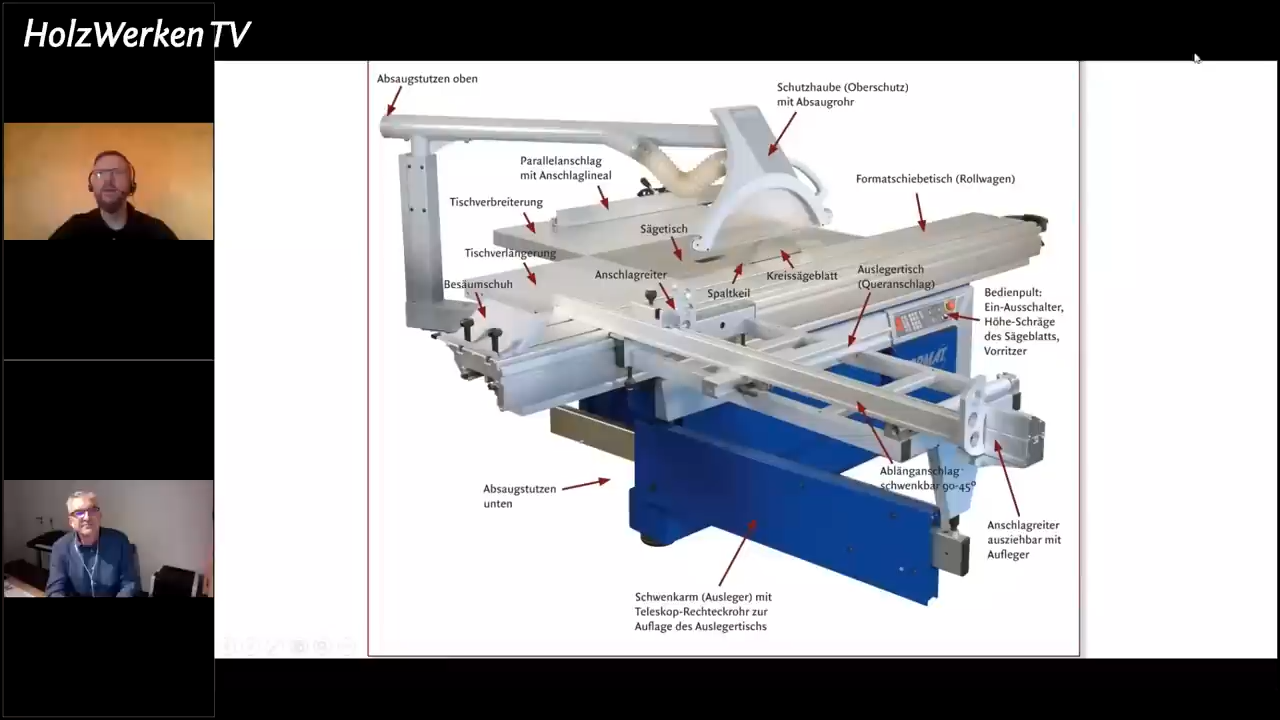 HolzWerken TV
Absaugstutzen oben
Schutzhaube (Oberschutz)
mit Absaugrohr
Parallelanschlag
mit Anschlaglineal
Formatschiebetisch (Rollwagen)
Tischverbreiterung
Sägetisch
Tischverlängerung
Anschlagreiter
Kreissägeblatt
Auslegertisch
(Queranschlag)
Besäumschuh
Spaltkeil
Bedienpult:
Ein-Ausschalter,
Höhe-Schräge
des Sägeblatts,
Vorritzer
Ablänganschlag
schwenkbar 90-45°
Absaugstutzen
unten
Anschlagreiter
ausziehbar mit
Aufleger
Schwenkarm (Ausleger) mit
Teleskop-Rechteckrohr zur
Auflage des Auslegertischs